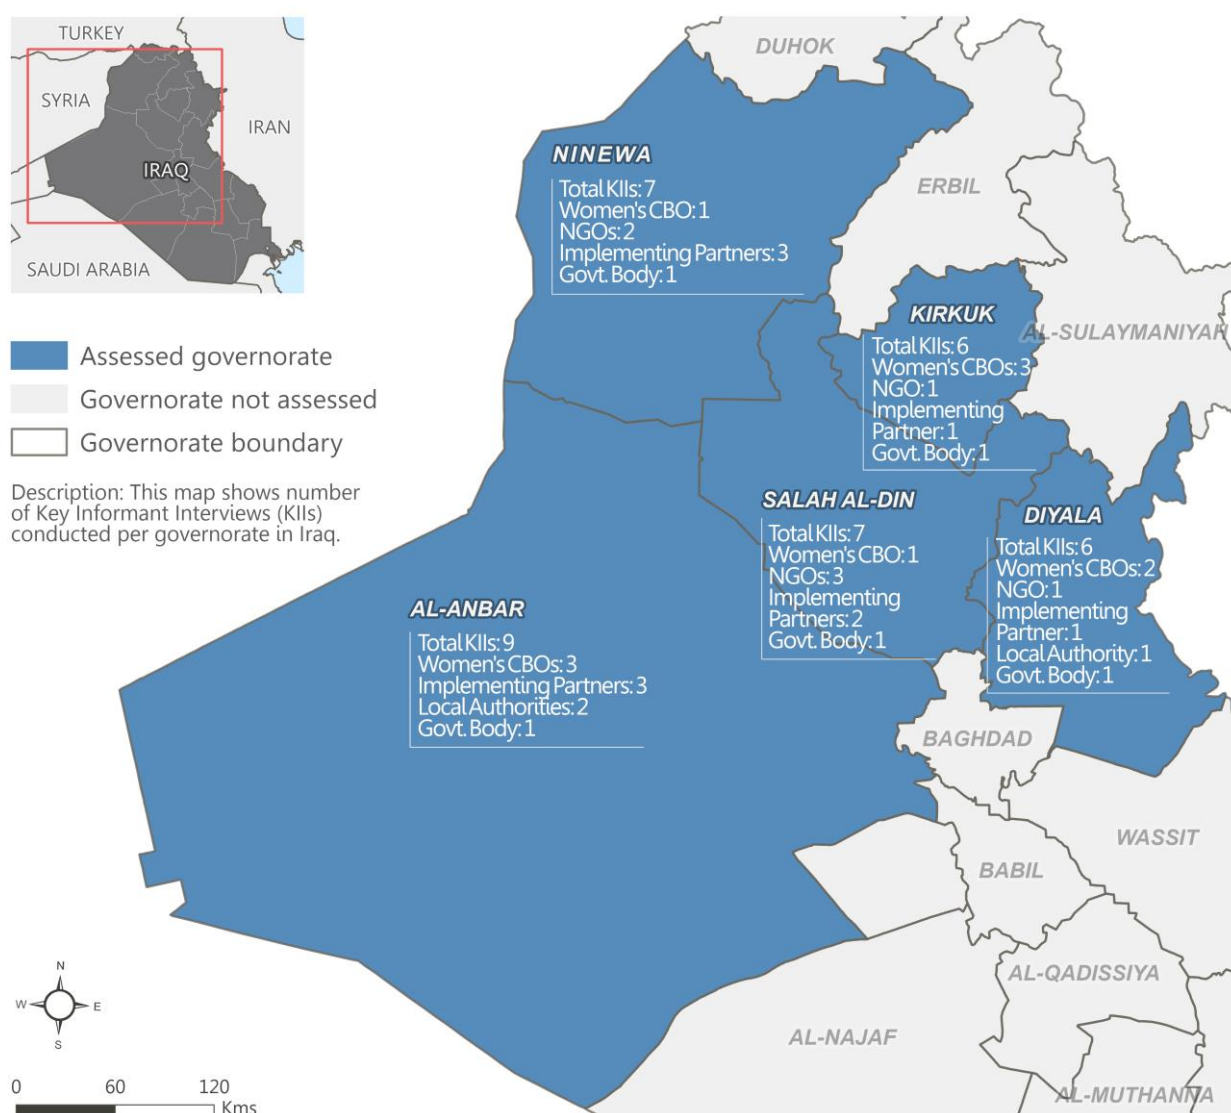 TURKEY
SYRIA
IRAN
IRAQ
SAUDI ARABIA
Assessed governorate
Governorate not assessed
Governorate boundary
Description: This map shows number
of Key Informant Interviews (KIIs)
conducted per governorate in Iraq.
DUHOK
NINEWA
Total KIIs: 7
Women's CBO: 1
NGOs: 2
Implementing Partners: 3
Govt. Body: 1
ERBIL
KIRKUK
Total KIIs: 6
Women's CBOs: 3
NGO: 1
Implementing
Partner: 1
Govt. Body: 1
AL-SULAYMANIYAH
SALAH AL-DIN
Total KIIs: 7
Women's CBO: 1
NGOs: 3
Implementing
Partners: 2
Govt. Body: 1
DIYALA
Total KIIs: 6
Women's CBOs: 2
NGO: 1
Implementing
Partner: 1
Local Authority: 1
Govt. Body: 1
AL-ANBAR
Total KIIs: 9
Women's CBOs: 3
Implementing Partners: 3
Local Authorities: 2
Govt. Body: 1
BAGHDAD
WASSIT
BABIL
AL-QADISSIYA
AL-NAJAF
AL-MUTHANNA
N
W E
S
0 60 120
Kms